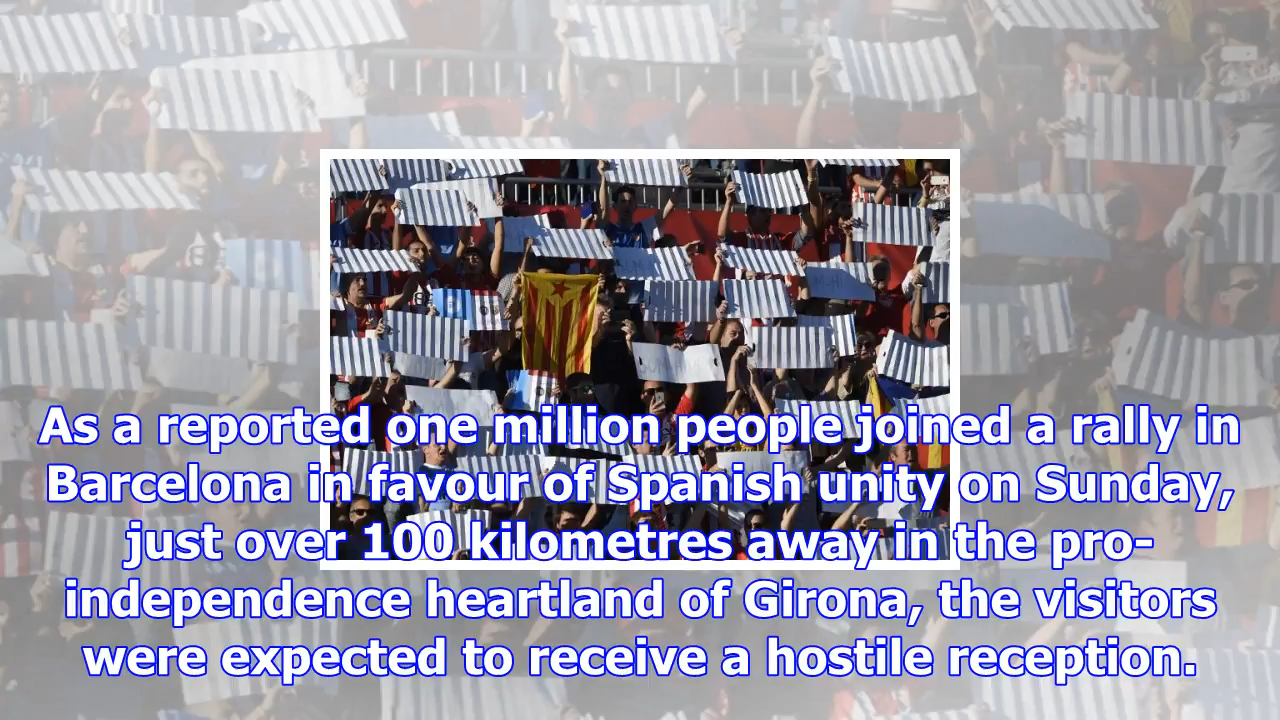 As a reported one million people joined a rally in
Barcelona in favour of Spanish unity on Sunday,
just over 100 kilometres away in the pro-
independence heartland of Girona, the visitors
were expected to receive a hostile reception.